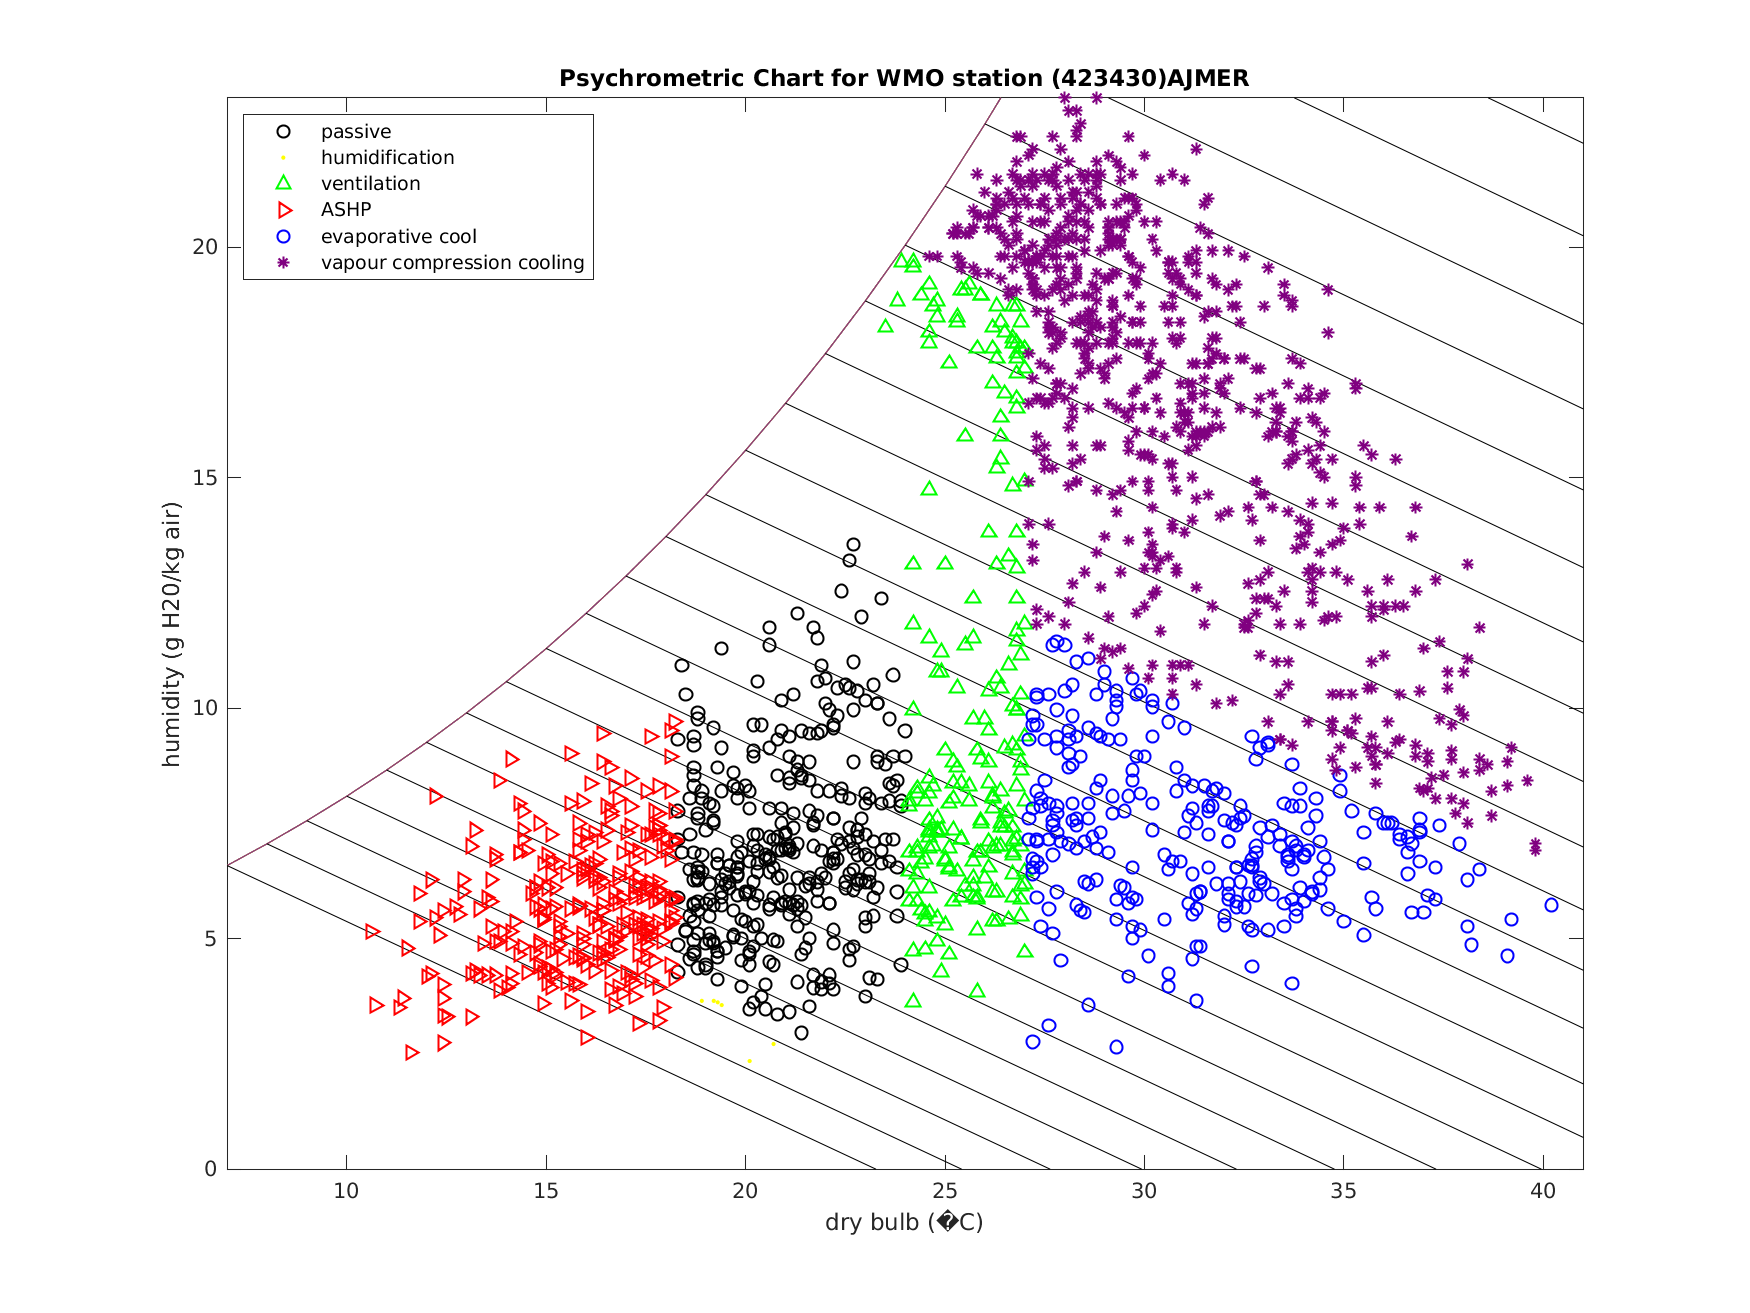 Psychrometric Chart for WMO station (423430)AJMER
passive
humidification
ventilation
ASHP
evaporative cool
vapour compression cooling
humidity (g H20/kg air)
20
15
10
5
0
10 15 20 25 30 35 40
dry bulb (�C)